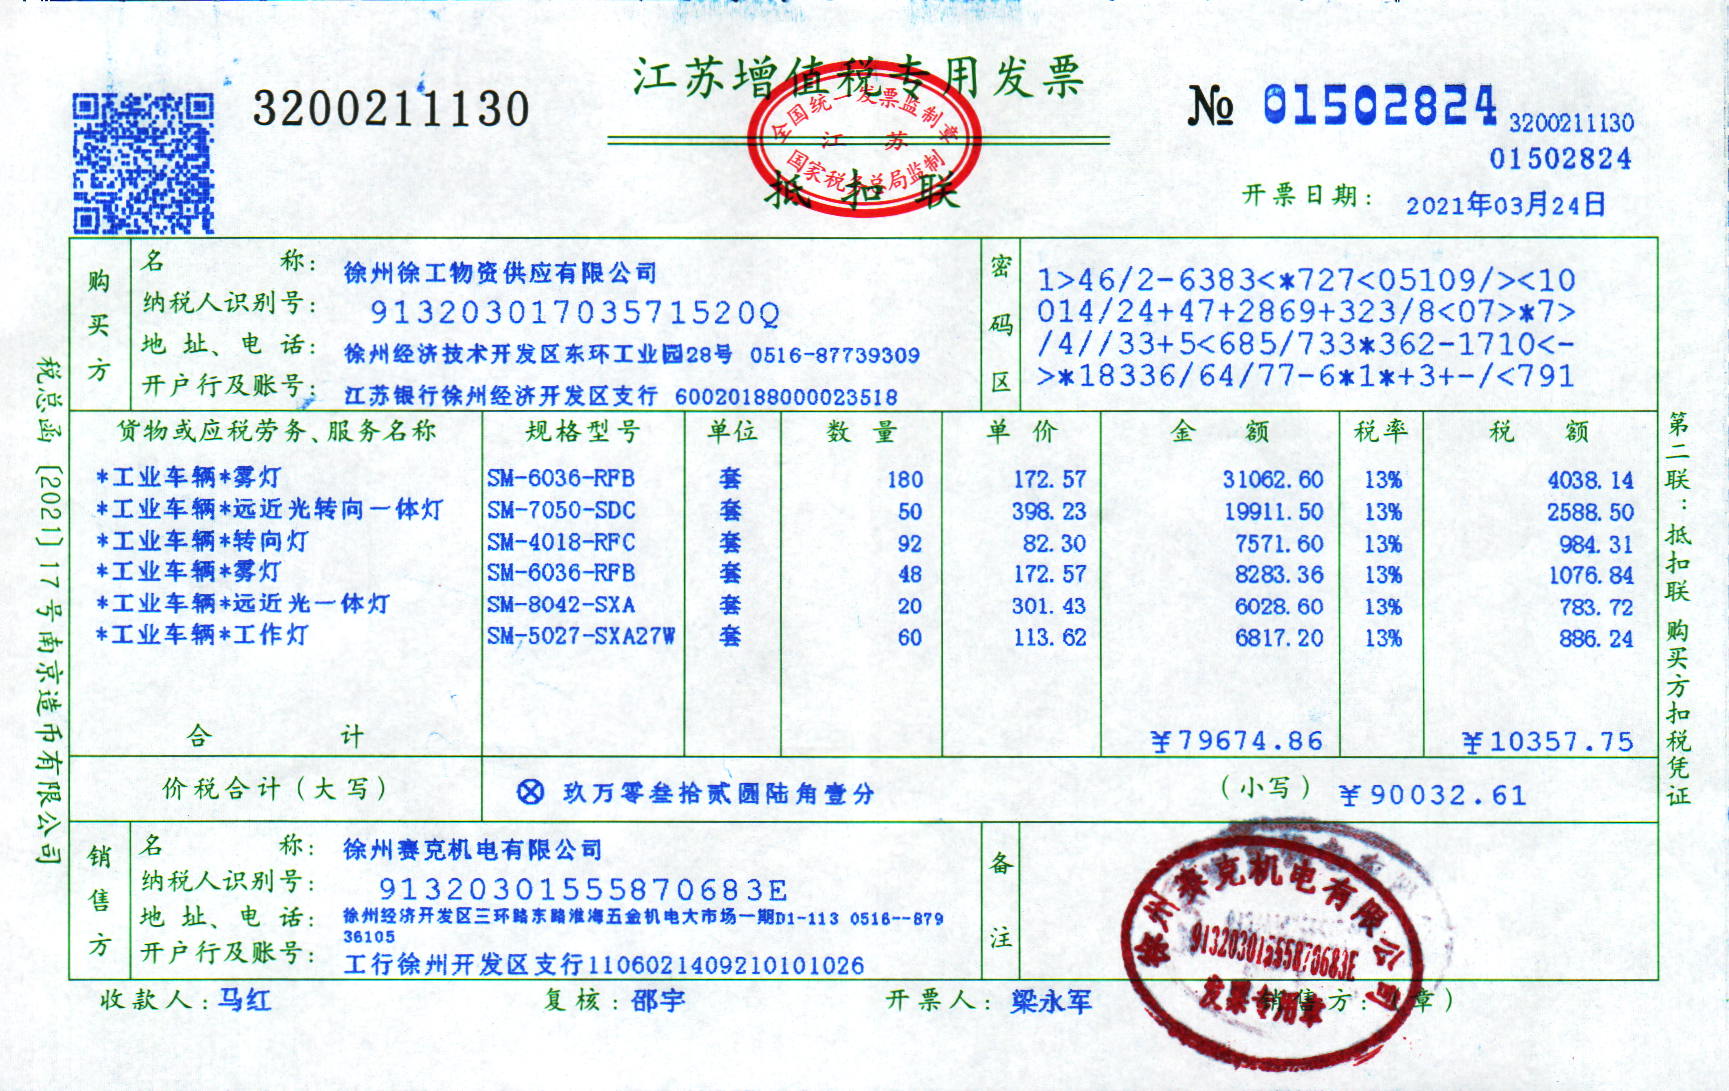 江苏增值税专用发票
3200211130
№ 01502824
3200211130
01502824
全国统一发票监制章
江 苏
国家税务总局监制
抵扣联
开票日期: 2021年03月24日
购买方
名 称: 徐州徐工物资供应有限公司
纳税人识别号: 91320301703571520Q
地 址、电 话: 徐州经济技术开发区东环工业园28号 0516-87739309
开户行及账号: 江苏银行徐州经济开发区支行 60020188000023518
密码区
1>46/2-6383<*727<05109/><10
014/24+47+2869+323/8<07>*7>
/4//33+5<685/733*362-1710<-
>*18336/64/77-6*1*+3+-/<791
货物或应税劳务、服务名称 规格型号 单位 数 量 单 价 金 额 税率 税 额
*工业车辆*雾灯 SM-6036-RFB 套 180 172.57 31062.60 13% 4038.14
*工业车辆*远近光转向一体灯 SM-7050-SDC 套 50 398.23 19911.50 13% 2588.50
*工业车辆*转向灯 SM-4018-RFC 套 92 82.30 7571.60 13% 984.31
*工业车辆*雾灯 SM-6036-RFB 套 48 172.57 8283.36 13% 1076.84
*工业车辆*远近光一体灯 SM-8042-SXA 套 20 301.43 6028.60 13% 783.72
*工业车辆*工作灯 SM-5027-SXA27W 套 60 113.62 6817.20 13% 886.24
合 计 ¥79674.86 ¥10357.75
价税合计(大写) ⊗玖万零叁拾贰圆陆角壹分 (小写) ¥90032.61
销售方
名 称: 徐州赛克机电有限公司
纳税人识别号: 91320301555870683E
地 址、电 话: 徐州经济开发区三环路东路淮海五金机电大市场一期D1-113 0516--879
36105
开户行及账号: 工行徐州开发区支行1106021409210101026
备注
徐州赛克机电有限公司
91320301555870683E
发票专用章
收款人: 马红 复核: 邵宇 开票人: 梁永军 销售方:(章)
税总函〔2021〕17号南京造币有限公司
第二联:抵扣联 购买方扣税凭证